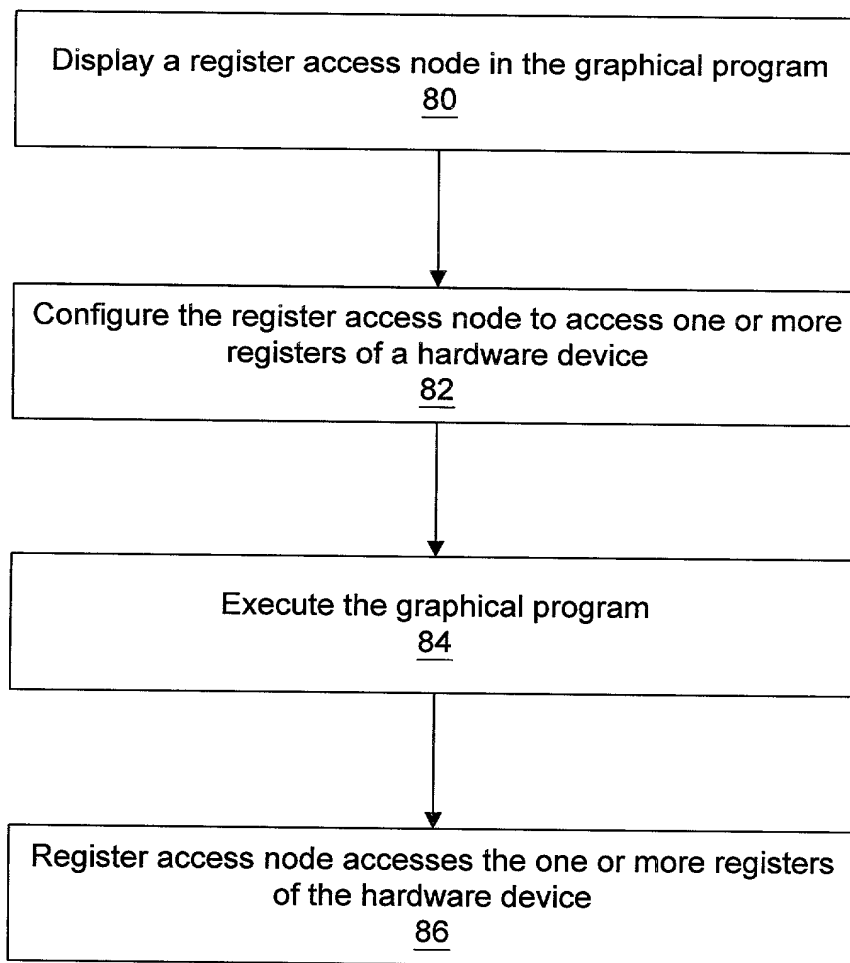 Display a register access node in the graphical program
80
Configure the register access node to access one or more
registers of a hardware device
82
Execute the graphical program
84
Register access node accesses the one or more registers
of the hardware device
86